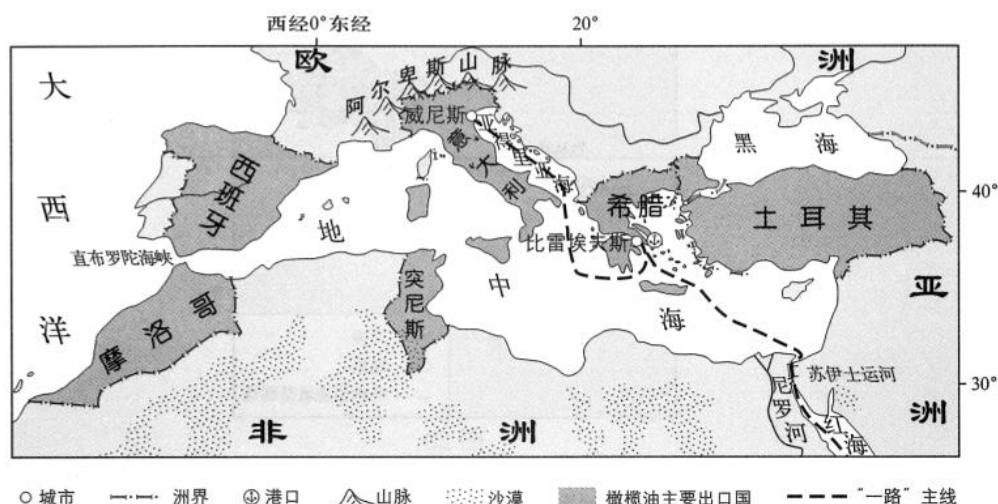 西经0°东经
20°
欧 洲
大西洋
阿尔卑斯山脉
威尼斯
意大利
亚得里亚海
黑海
40°
西班牙
希腊
土耳其
地中海
比雷埃夫斯
直布罗陀海峡
亚洲
突尼斯
摩洛哥
30°
苏伊士运河
尼罗河
红海
非 洲
城市
洲界
港口
山脉
沙漠
橄榄油主要出口国
“一路”主线